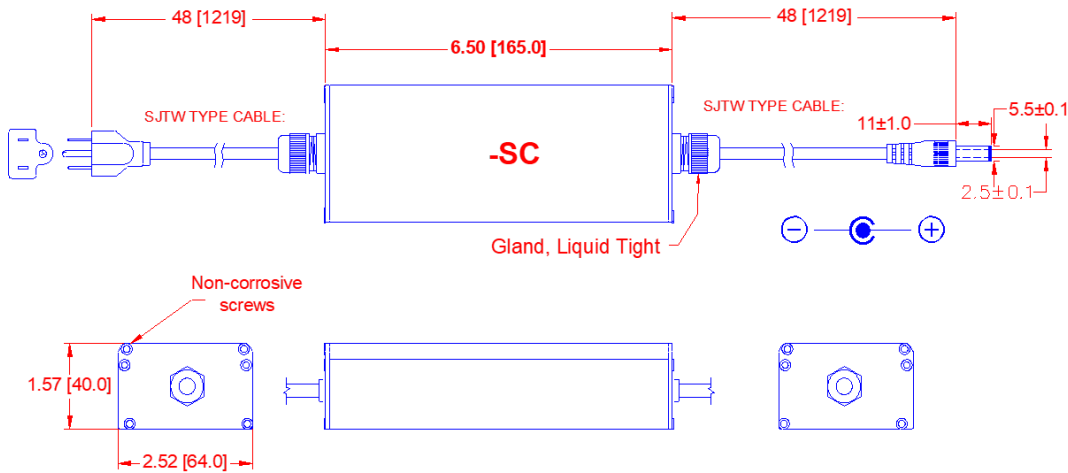 48 [1219]
48 [1219]
6.50 [165.0]
SJTW TYPE CABLE:
SJTW TYPE CABLE:
5.5±0.1
11±1.0
-SC
2.5±0.1
Gland, Liquid Tight
Non-corrosive
screws
1.57 [40.0]
2.52 [64.0]